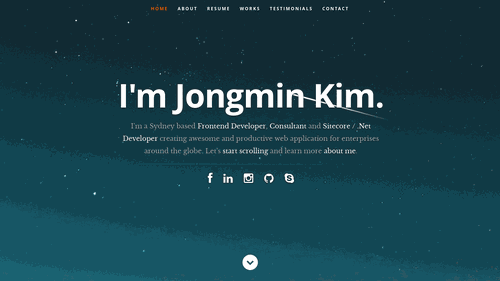 HOME ABOUT RESUME WORKS TESTIMONIALS CONTACT
I'm Jongmin Kim.
I'm a Sydney based Frontend Developer, Consultant and Sitecore / .Net
Developer creating awesome and productive web application for enterprises
around the globe. Let's start scrolling and learn more about me.